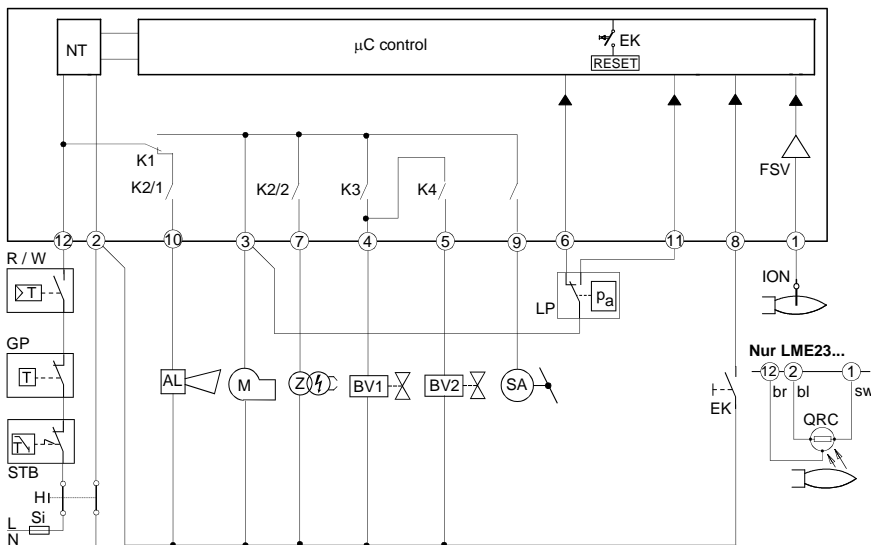 NT
µC control
EK
RESET
FSV
K1
K2/1
K2/2
K3
K4
12
2
10
3
7
4
5
9
6
11
8
1
R / W
T
LP
pa
ION
GP
T
AL
M
Z
BV1
BV2
SA
EK
Nur LME23...
12
2
1
br
bl
sw
QRC
T
STB
H
L
Si
N